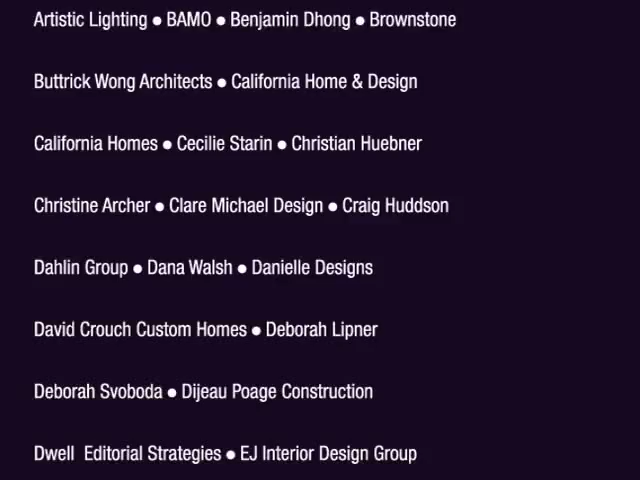 Artistic Lighting ● BAMO ● Benjamin Dhong ● Brownstone
Buttrick Wong Architects ● California Home & Design
California Homes ● Cecilie Starin ● Christian Huebner
Christine Archer ● Clare Michael Design ● Craig Huddson
Dahlin Group ● Dana Walsh ● Danielle Designs
David Crouch Custom Homes ● Deborah Lipner
Deborah Svoboda ● Dijeau Poage Construction
Dwell  Editorial Strategies ● EJ Interior Design Group